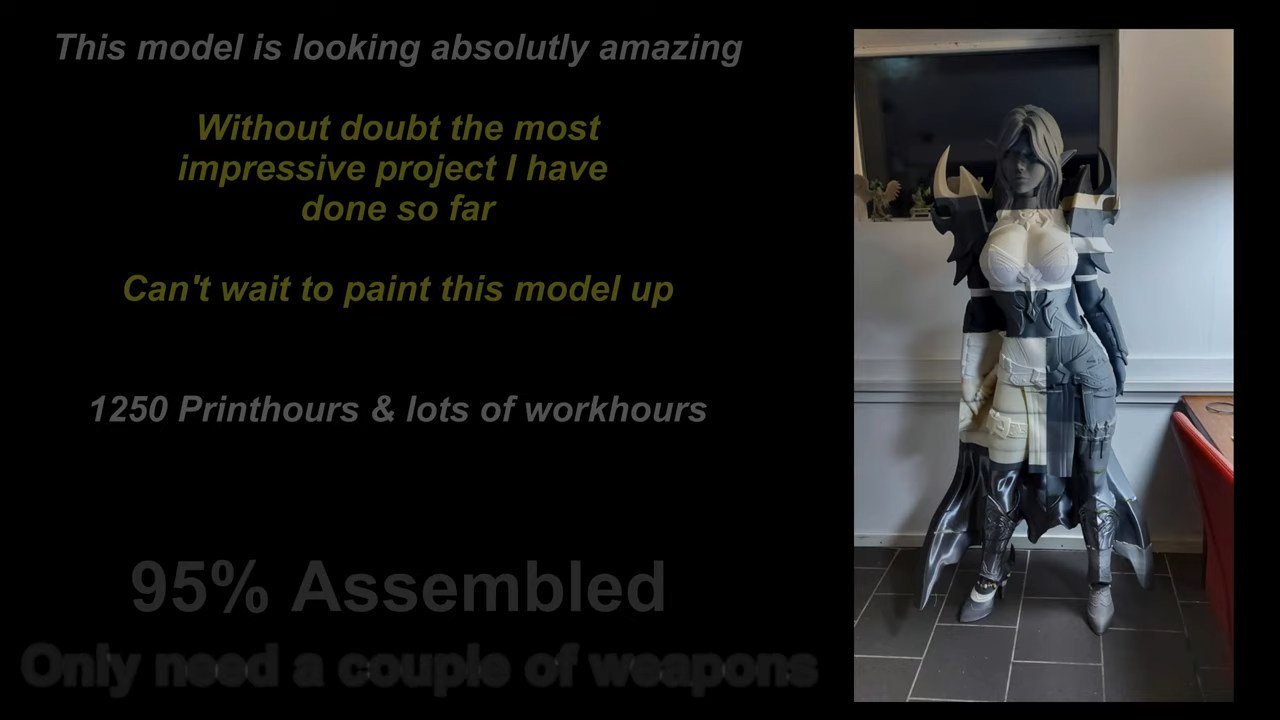 This model is looking absolutly amazing
Without doubt the most
impressive project I have
done so far
Can't wait to paint this model up
1250 Printhours & lots of workhours
95% Assembled
Only need a couple of weapons